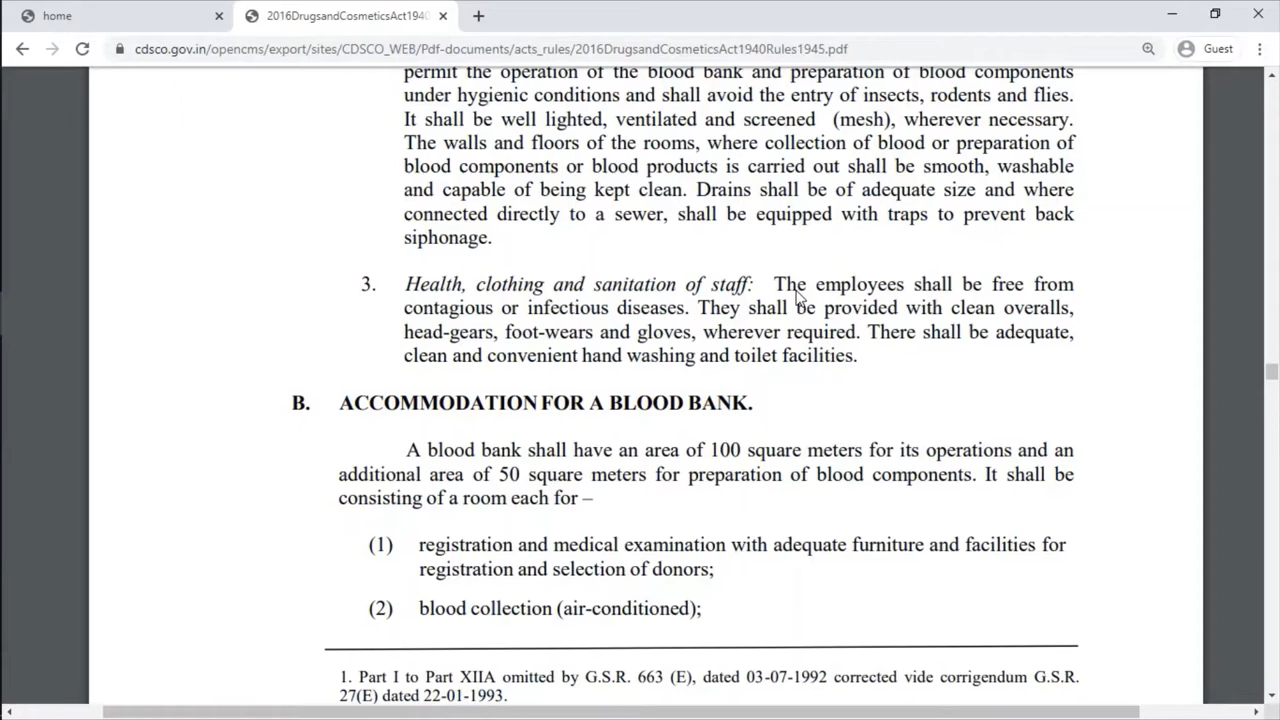 home
2016DrugsandCosmeticsAct1940
cdsco.gov.in/opencms/export/sites/CDSCO_WEB/Pdf-documents/acts_rules/2016DrugsandCosmeticsAct1940Rules1945.pdf
Guest
permit the operation of the blood bank and preparation of blood components
under hygienic conditions and shall avoid the entry of insects, rodents and flies.
It shall be well lighted, ventilated and screened (mesh), wherever necessary.
The walls and floors of the rooms, where collection of blood or preparation of
blood components or blood products is carried out shall be smooth, washable
and capable of being kept clean. Drains shall be of adequate size and where
connected directly to a sewer, shall be equipped with traps to prevent back
siphonage.
3. Health, clothing and sanitation of staff: The employees shall be free from
contagious or infectious diseases. They shall be provided with clean overalls,
head-gears, foot-wears and gloves, wherever required. There shall be adequate,
clean and convenient hand washing and toilet facilities.
B. ACCOMMODATION FOR A BLOOD BANK.
A blood bank shall have an area of 100 square meters for its operations and an
additional area of 50 square meters for preparation of blood components. It shall be
consisting of a room each for –
(1) registration and medical examination with adequate furniture and facilities for
registration and selection of donors;
(2) blood collection (air-conditioned);
1. Part I to Part XIIA omitted by G.S.R. 663 (E), dated 03-07-1992 corrected vide corrigendum G.S.R.
27(E) dated 22-01-1993.